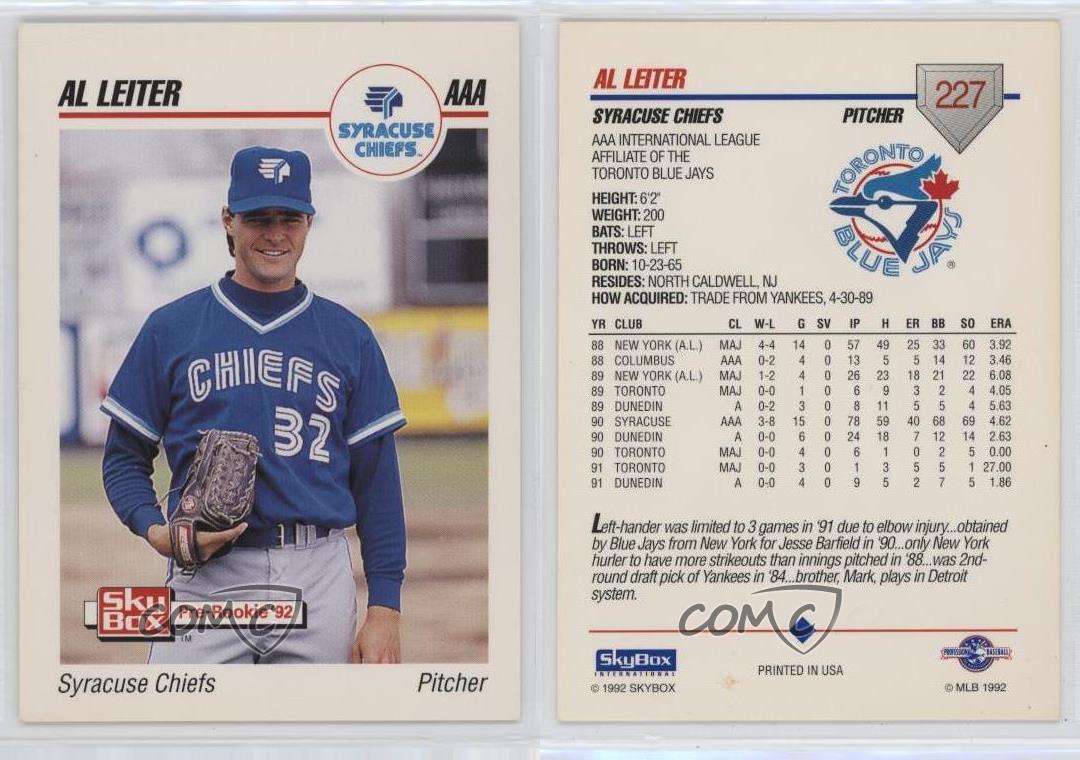 AL LEITER
AAA
SYRACUSE
CHIEFS™
CHIEFS
32
Sky
Box
Pre-Rookie '92
TM
COMC
Syracuse Chiefs
Pitcher
AL LEITER
227
SYRACUSE CHIEFS
PITCHER
AAA INTERNATIONAL LEAGUE
AFFILIATE OF THE
TORONTO BLUE JAYS
TORONTO
BLUE JAYS
®
HEIGHT: 6'2"
WEIGHT: 200
BATS: LEFT
THROWS: LEFT
BORN: 10-23-65
RESIDES: NORTH CALDWELL, NJ
HOW ACQUIRED: TRADE FROM YANKEES, 4-30-89
YR CLUB CL W-L G SV IP H ER BB SO ERA
88 NEW YORK (A.L.) MAJ 4-4 14 0 57 49 25 33 60 3.92
88 COLUMBUS AAA 0-2 4 0 13 5 5 14 12 3.46
89 NEW YORK (A.L.) MAJ 1-2 4 0 26 23 18 21 22 6.08
89 TORONTO MAJ 0-0 1 0 6 9 3 2 4 4.05
89 DUNEDIN A 0-2 3 0 8 11 5 5 4 5.63
90 SYRACUSE AAA 3-8 15 0 78 59 40 68 69 4.62
90 DUNEDIN A 0-0 6 0 24 18 7 12 14 2.63
90 TORONTO MAJ 0-0 4 0 6 1 0 2 5 0.00
91 TORONTO MAJ 0-0 3 0 1 3 5 5 1 27.00
91 DUNEDIN A 0-0 4 0 9 5 2 7 5 1.86
Left-hander was limited to 3 games in '91 due to elbow injury...obtained
by Blue Jays from New York for Jesse Barfield in '90...only New York
hurler to have more strikeouts than innings pitched in '88...was 2nd-
round draft pick of Yankees in '84...brother, Mark, plays in Detroit
system.
COMC
SkyBox
INTERNATIONAL
© 1992 SKYBOX
PRINTED IN USA
PROFESSIONAL BASEBALL
© MLB 1992